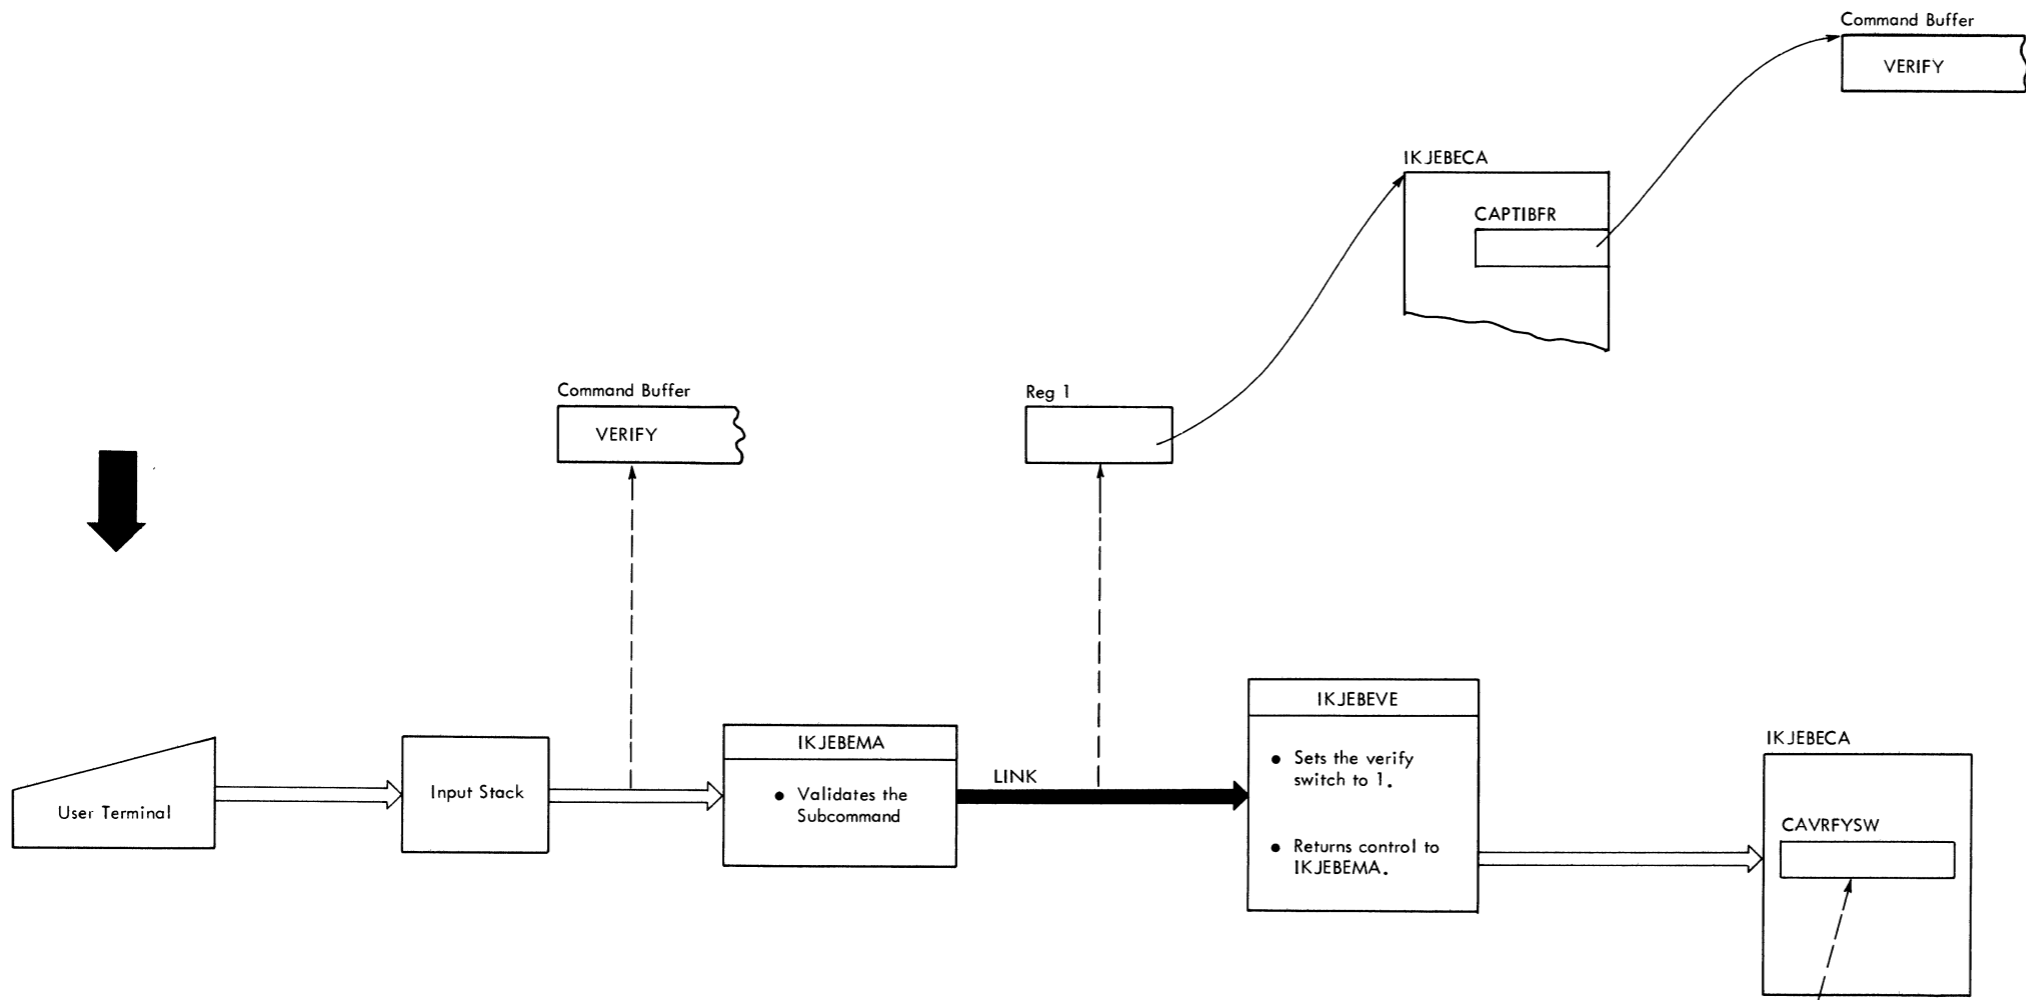 Command Buffer
VERIFY
IKJEBECA
CAPTIBFR
Command Buffer
VERIFY
Reg 1
User Terminal
Input Stack
IKJEBEMA
● Validates the
Subcommand
LINK
IKJEBEVE
● Sets the verify
switch to 1.
● Returns control to
IKJEBEMA.
IKJEBECA
CAVRFYSW